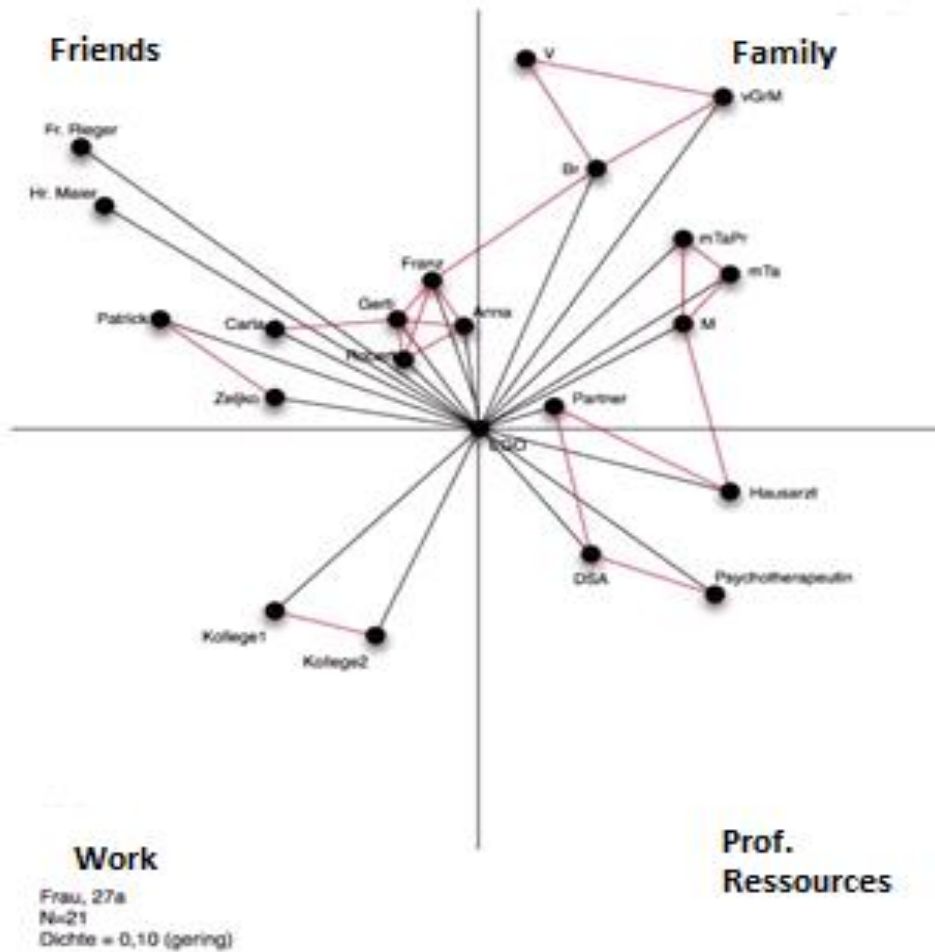 Friends
Family
V
vGrM
Fr. Rieger
Br
Hr. Maier
mTaPr
Franz
mTa
Gerti
Anna
Patrick
Carla
M
Zeljko
Partner
EGO
Hausarzt
DSA
Psychotherapeutin
Kollege1
Kollege2
Work
Prof.
Ressources
Frau, 27a
N=21
Dichte = 0,10 (gering)